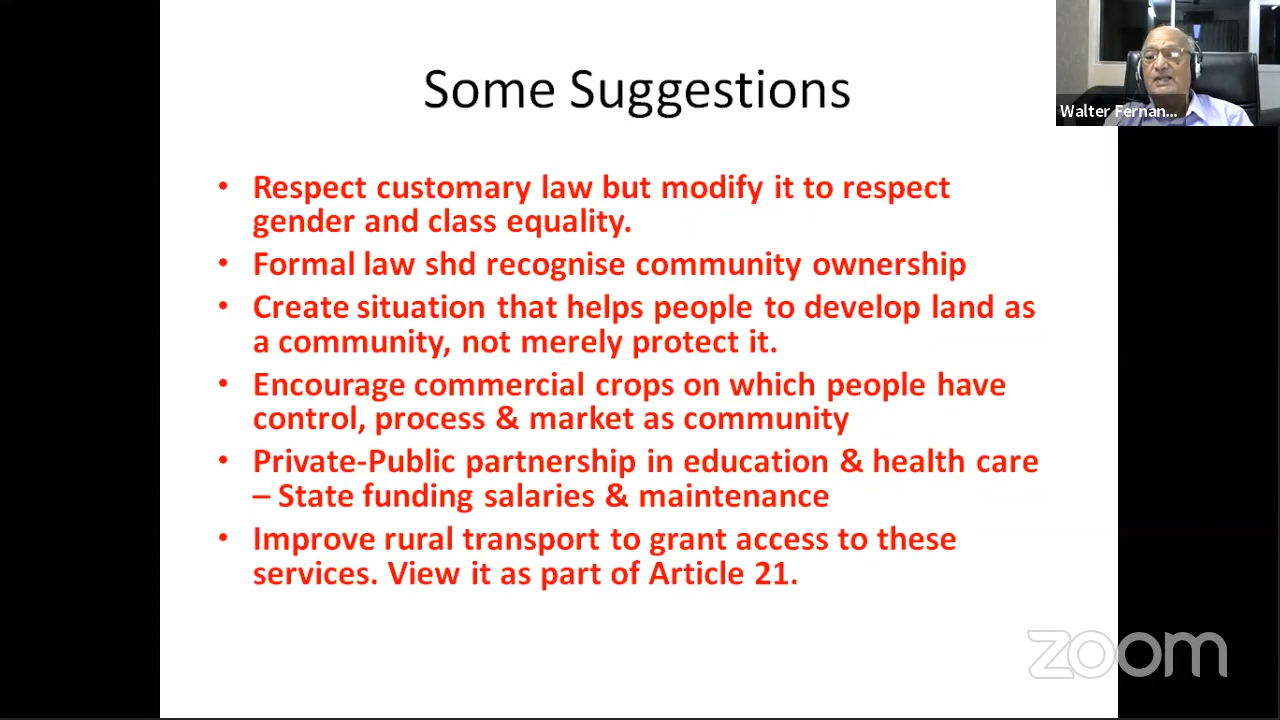 Some Suggestions
Walter Fernan...
• Respect customary law but modify it to respect
gender and class equality.
• Formal law shd recognise community ownership
• Create situation that helps people to develop land as
a community, not merely protect it.
• Encourage commercial crops on which people have
control, process & market as community
• Private-Public partnership in education & health care
– State funding salaries & maintenance
• Improve rural transport to grant access to these
services. View it as part of Article 21.
zoom